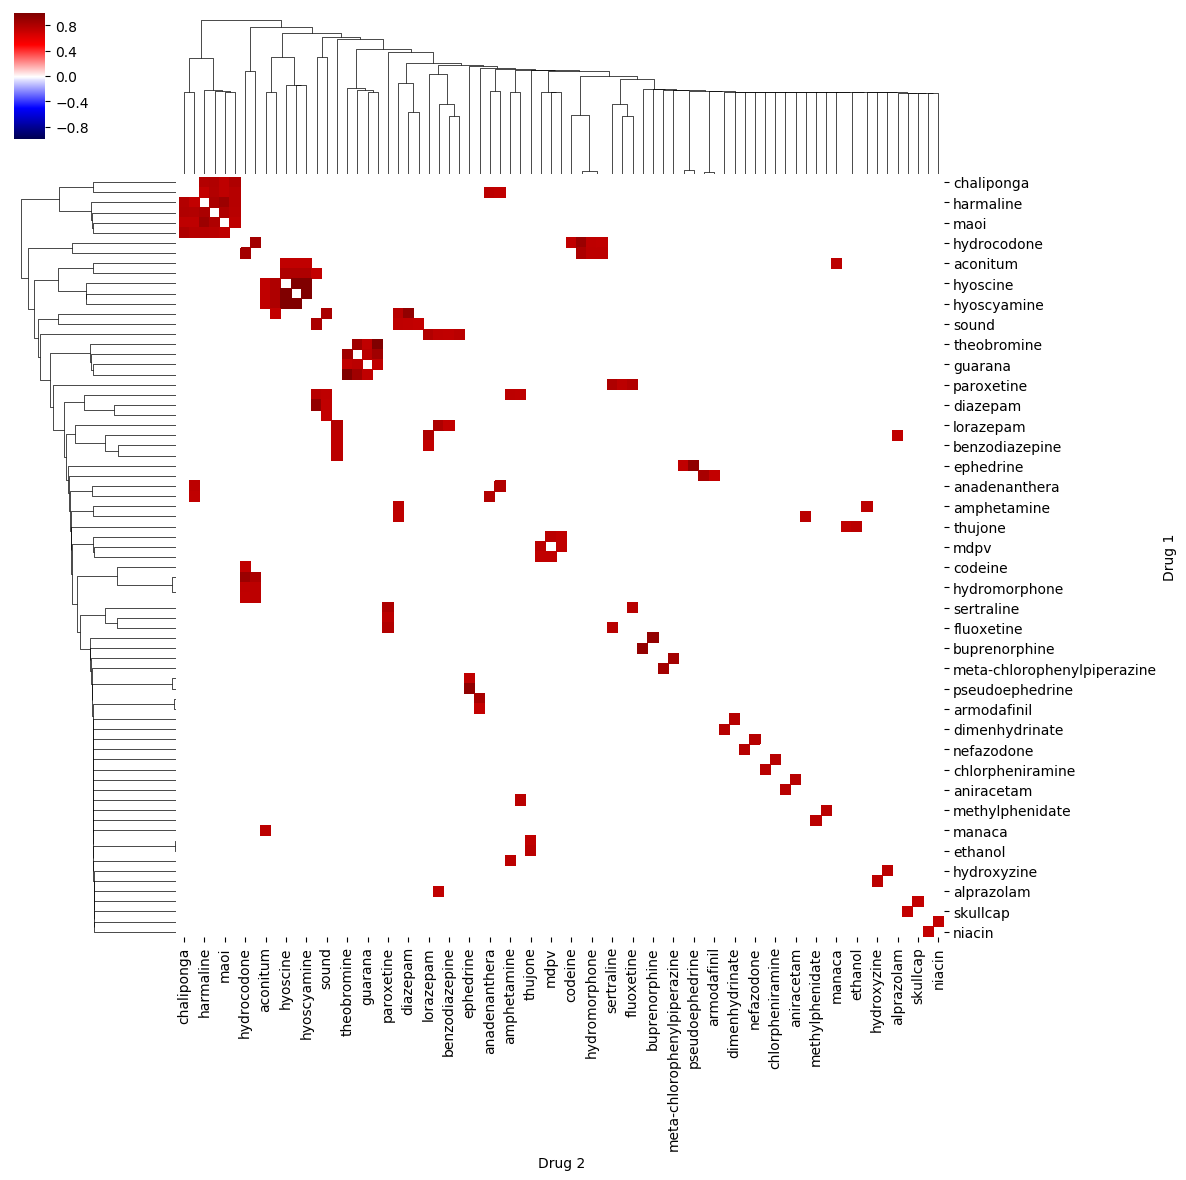 0.8
0.4
0.0
−0.4
−0.8
chaliponga
harmaline
maoi
hydrocodone
aconitum
hyoscine
hyoscyamine
sound
theobromine
guarana
paroxetine
diazepam
lorazepam
benzodiazepine
ephedrine
anadenanthera
amphetamine
thujone
mdpv
codeine
hydromorphone
sertraline
fluoxetine
buprenorphine
meta-chlorophenylpiperazine
pseudoephedrine
armodafinil
dimenhydrinate
nefazodone
chlorpheniramine
aniracetam
methylphenidate
manaca
ethanol
hydroxyzine
alprazolam
skullcap
niacin
Drug 1
chaliponga
harmaline
maoi
hydrocodone
aconitum
hyoscine
hyoscyamine
sound
theobromine
guarana
paroxetine
diazepam
lorazepam
benzodiazepine
ephedrine
anadenanthera
amphetamine
thujone
mdpv
codeine
hydromorphone
sertraline
fluoxetine
buprenorphine
meta-chlorophenylpiperazine
pseudoephedrine
armodafinil
dimenhydrinate
nefazodone
chlorpheniramine
aniracetam
methylphenidate
manaca
ethanol
hydroxyzine
alprazolam
skullcap
niacin
Drug 2